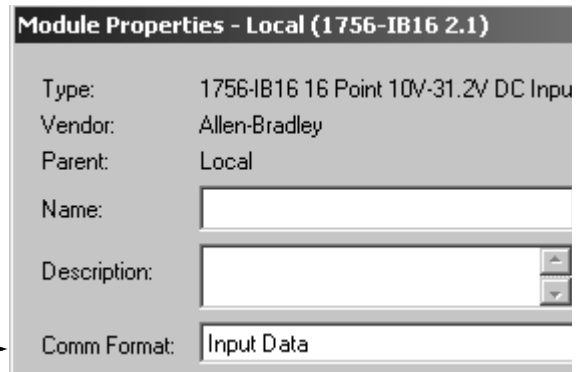 Module Properties - Local (1756-IB16 2.1)
Type: 1756-IB16 16 Point 10V-31.2V DC
Vendor: Allen-Bradley
Parent: Local
Name:
Description:
Comm Format: Input Data